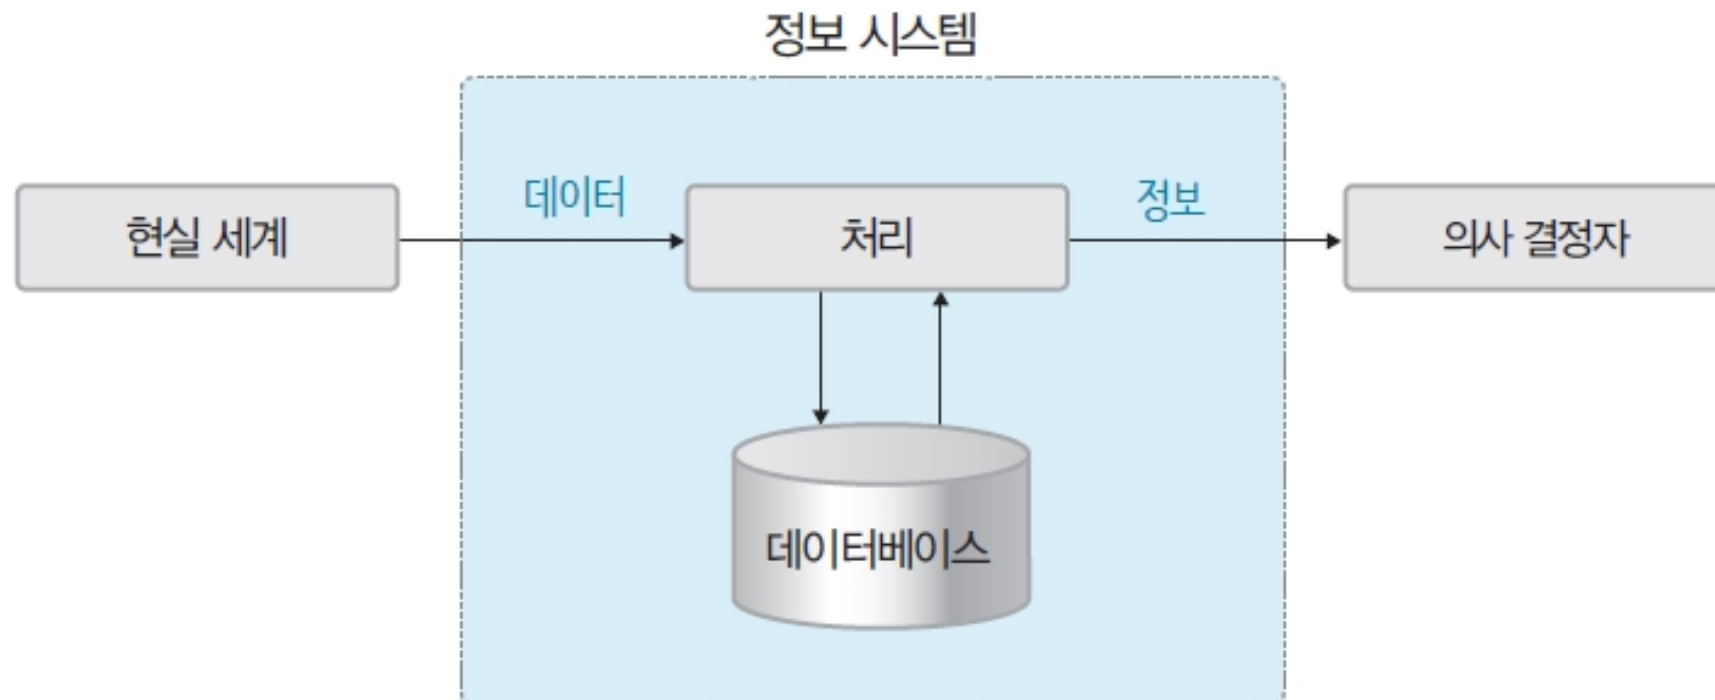 정보 시스템
데이터
정보
현실 세계
처리
의사 결정자
데이터베이스